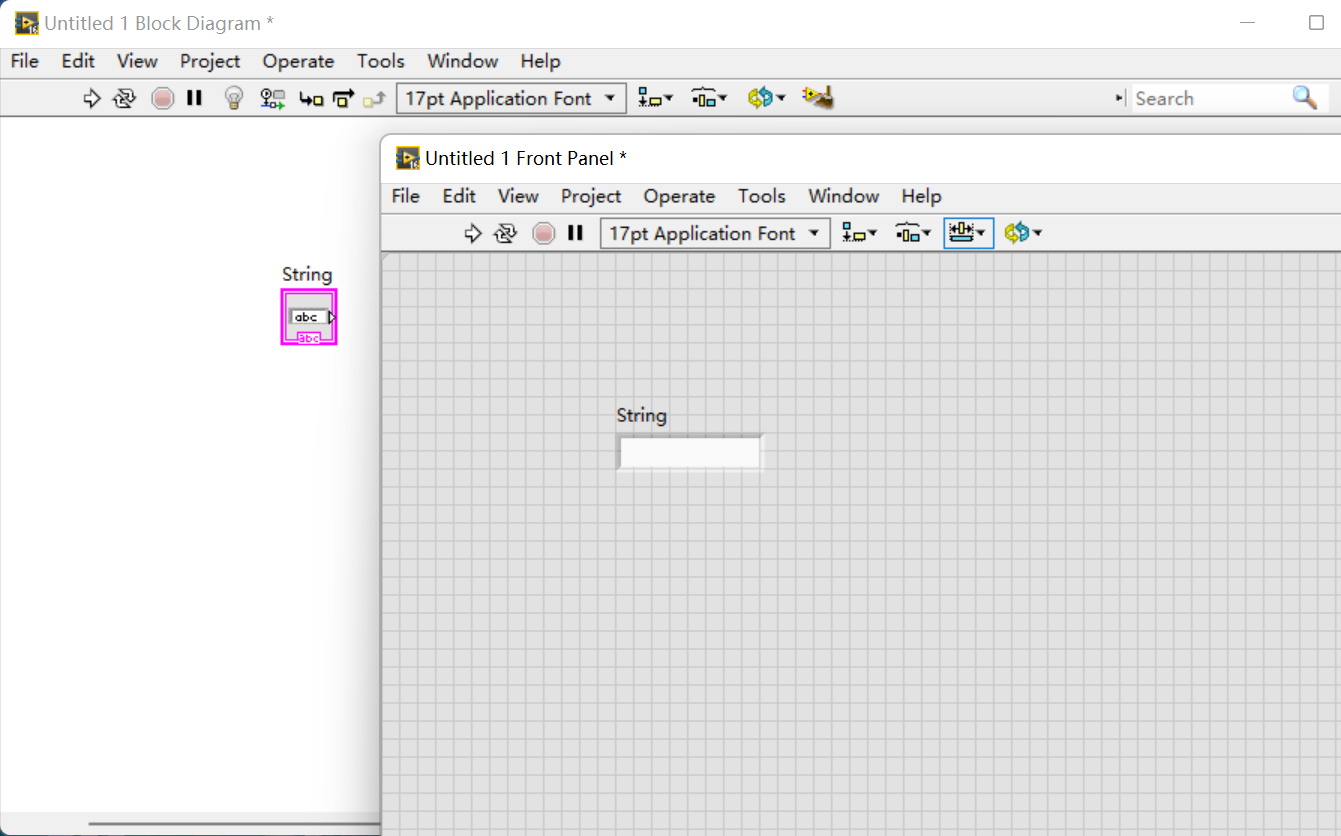 Untitled 1 Block Diagram *
File Edit View Project Operate Tools Window Help
17pt Application Font Search
String
abc
abc
Untitled 1 Front Panel *
File Edit View Project Operate Tools Window Help
17pt Application Font
String